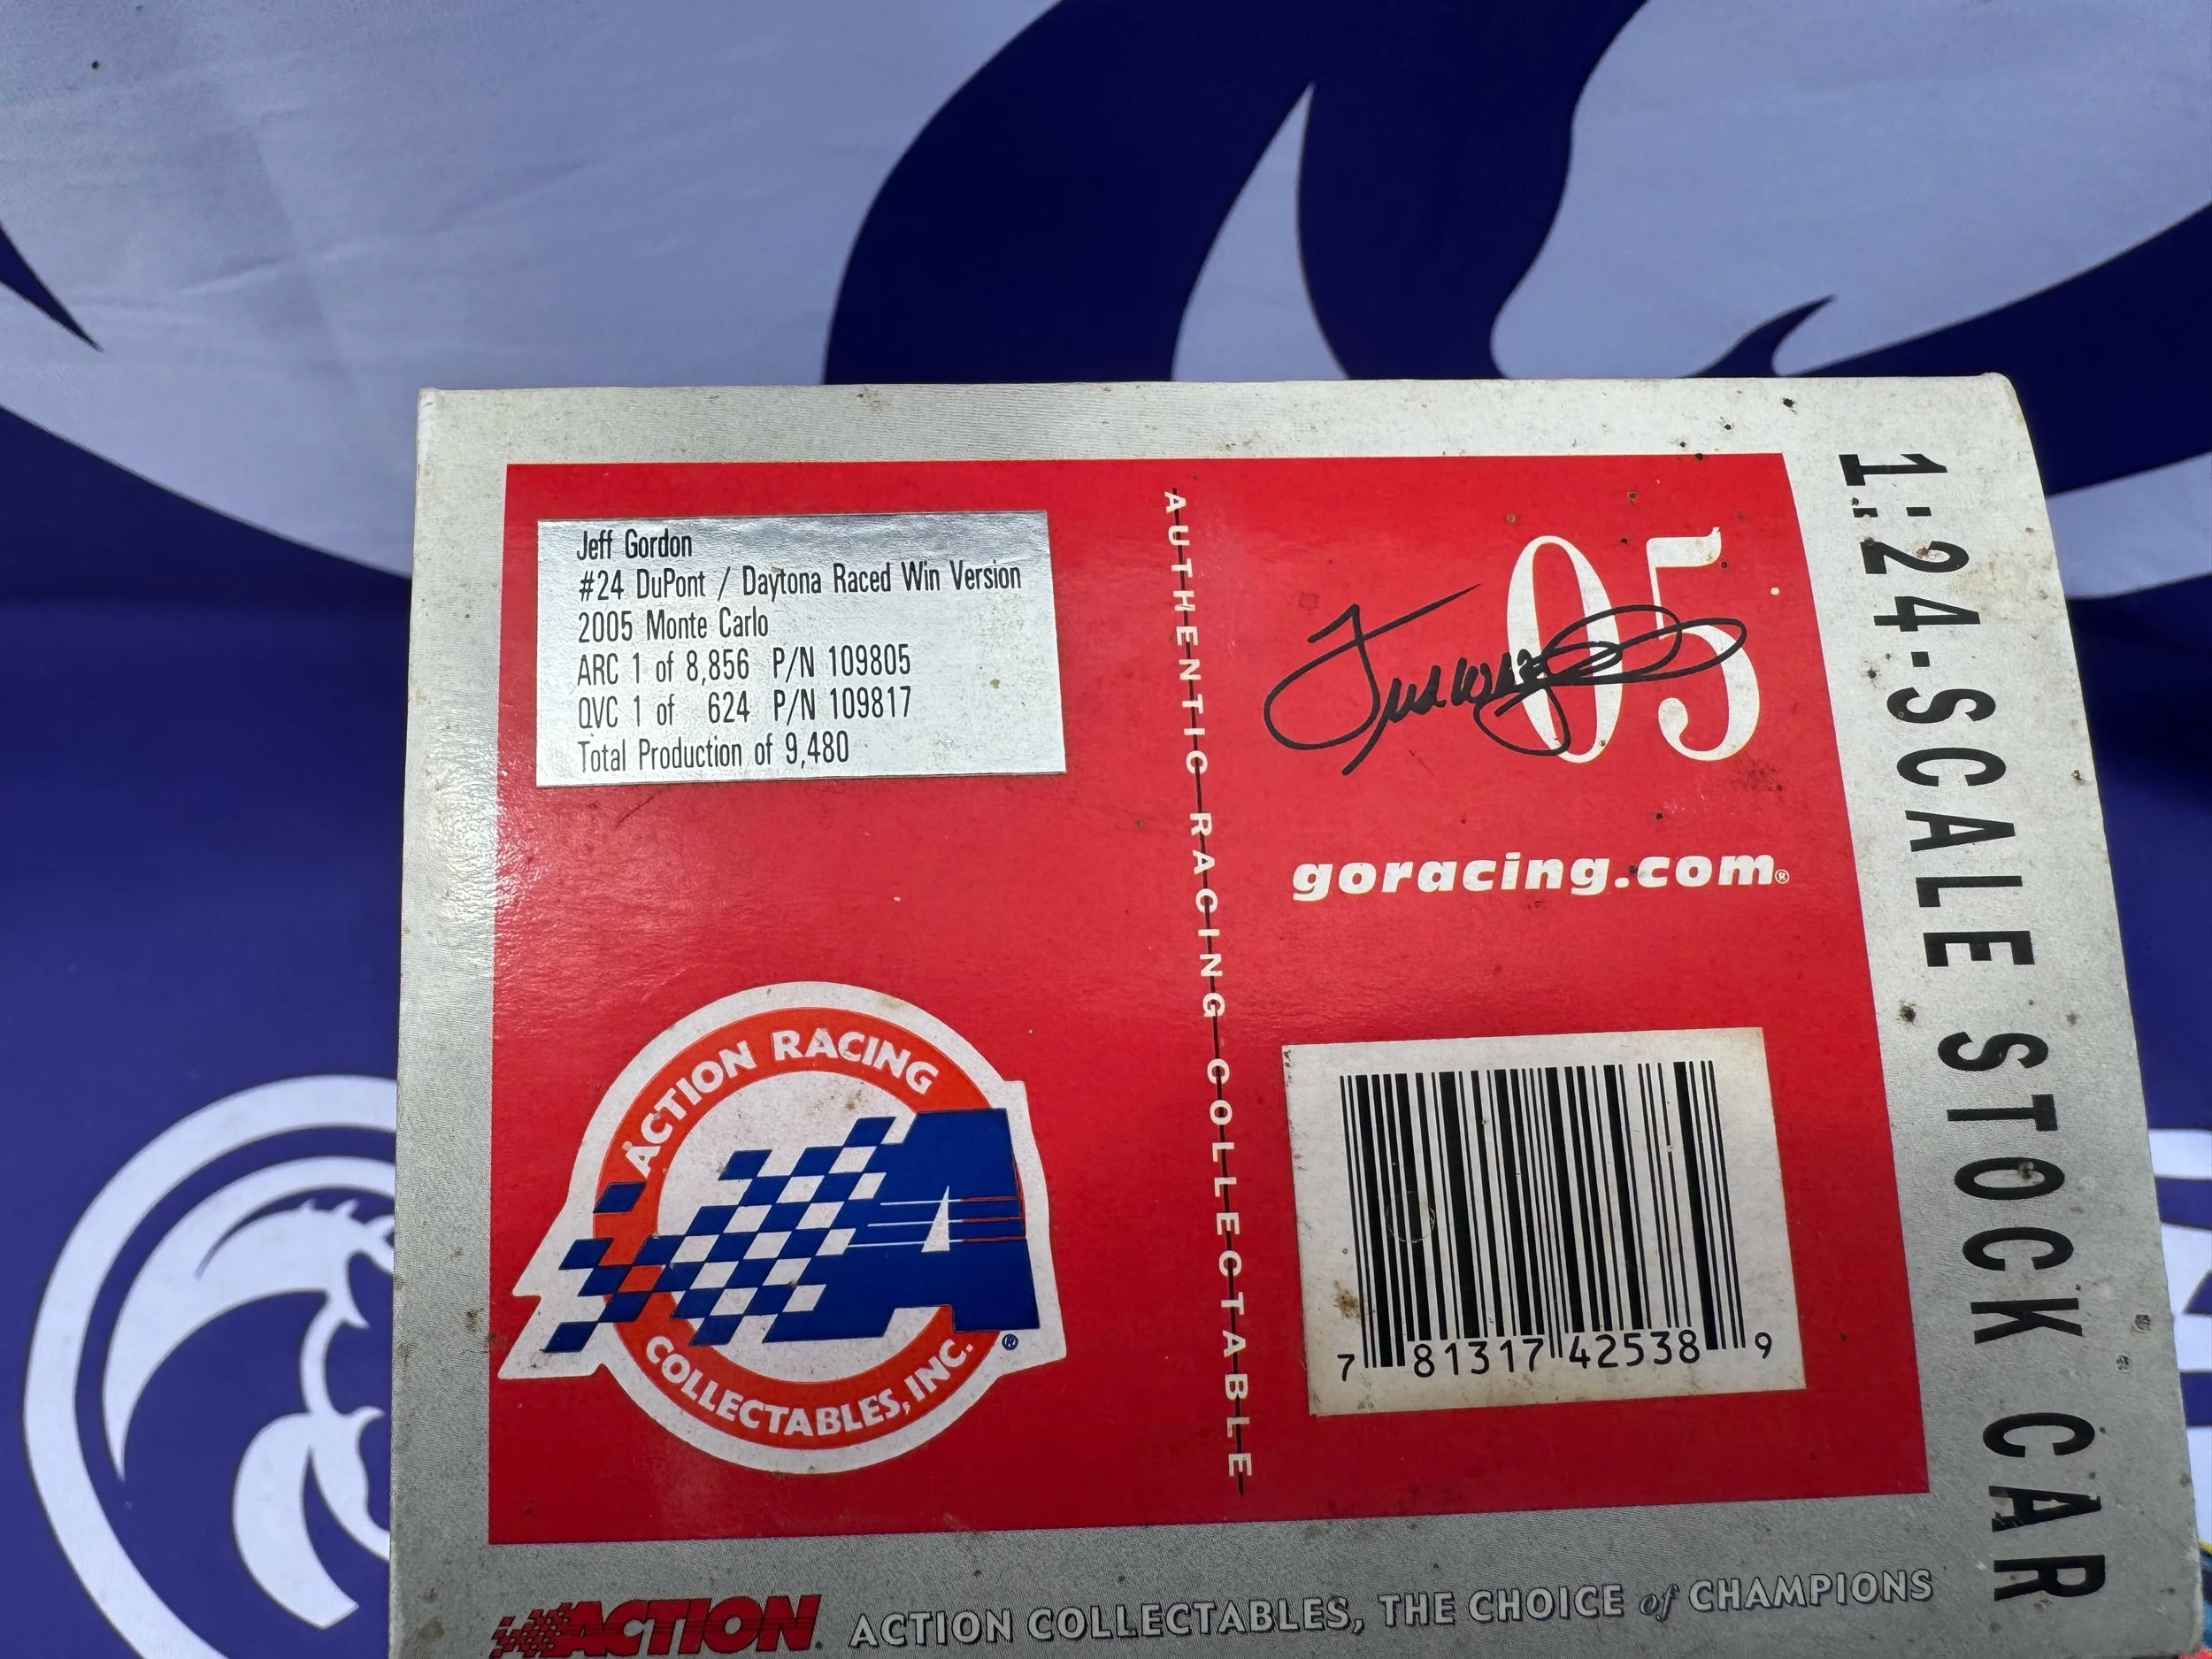 Jeff Gordon
#24 DuPont / Daytona Raced Win Version
2005 Monte Carlo
ARC 1 of 8,856 P/N 109805
QVC 1 of 624 P/N 109817
Total Production of 9,480
ACTION RACING
A
COLLECTABLES, INC.®
AUTHENTIC RACING COLLECTABLE
05
goracing.com®
7 81317 42538 9
1:24-SCALE STOCK CAR
ACTION
ACTION COLLECTABLES, THE CHOICE of CHAMPIONS